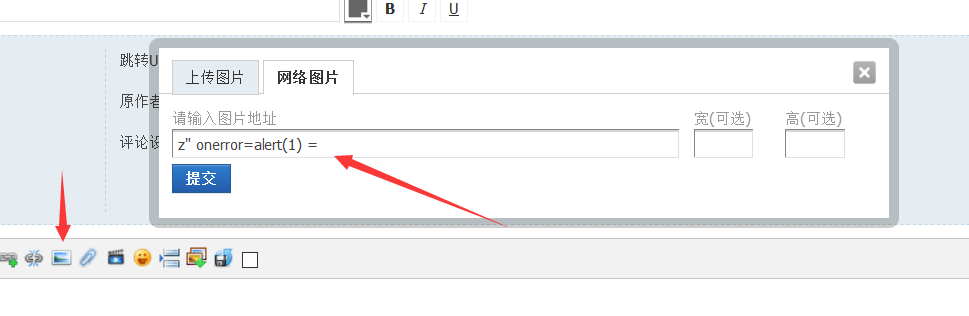 B I U
跳转U
上传图片 网络图片
原作者
请输入图片地址 宽(可选) 高(可选)
评论设
z" onerror=alert(1) =
提交